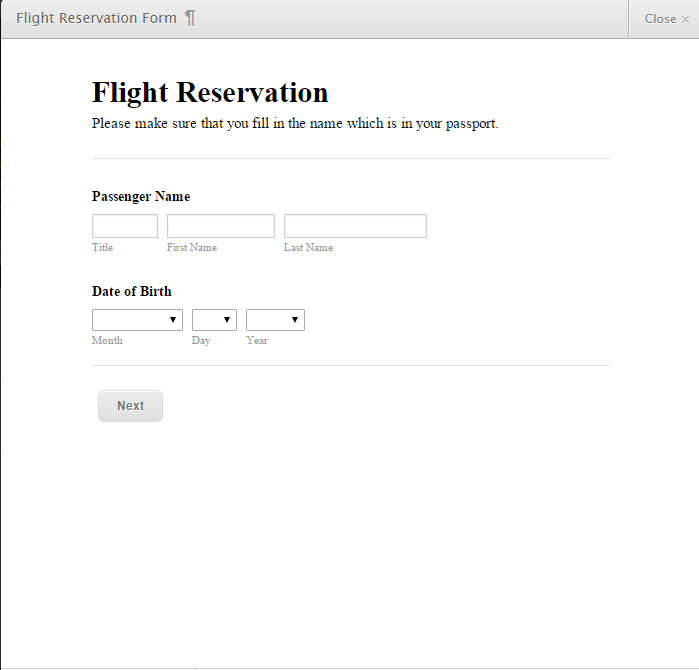 Flight Reservation Form ¶ Close ×
Flight Reservation
Please make sure that you fill in the name which is in your passport.
Passenger Name
Title First Name Last Name
Date of Birth
Month Day Year
Next